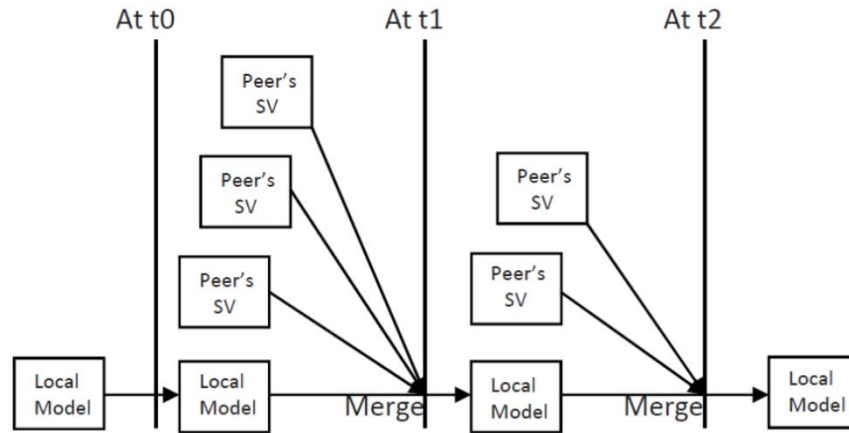 At t0
At t1
At t2
Peer's
SV
Peer's
SV
Peer's
SV
Peer's
SV
Peer's
SV
Local
Model
Local
Model
Merge
Local
Model
Merge
Local
Model